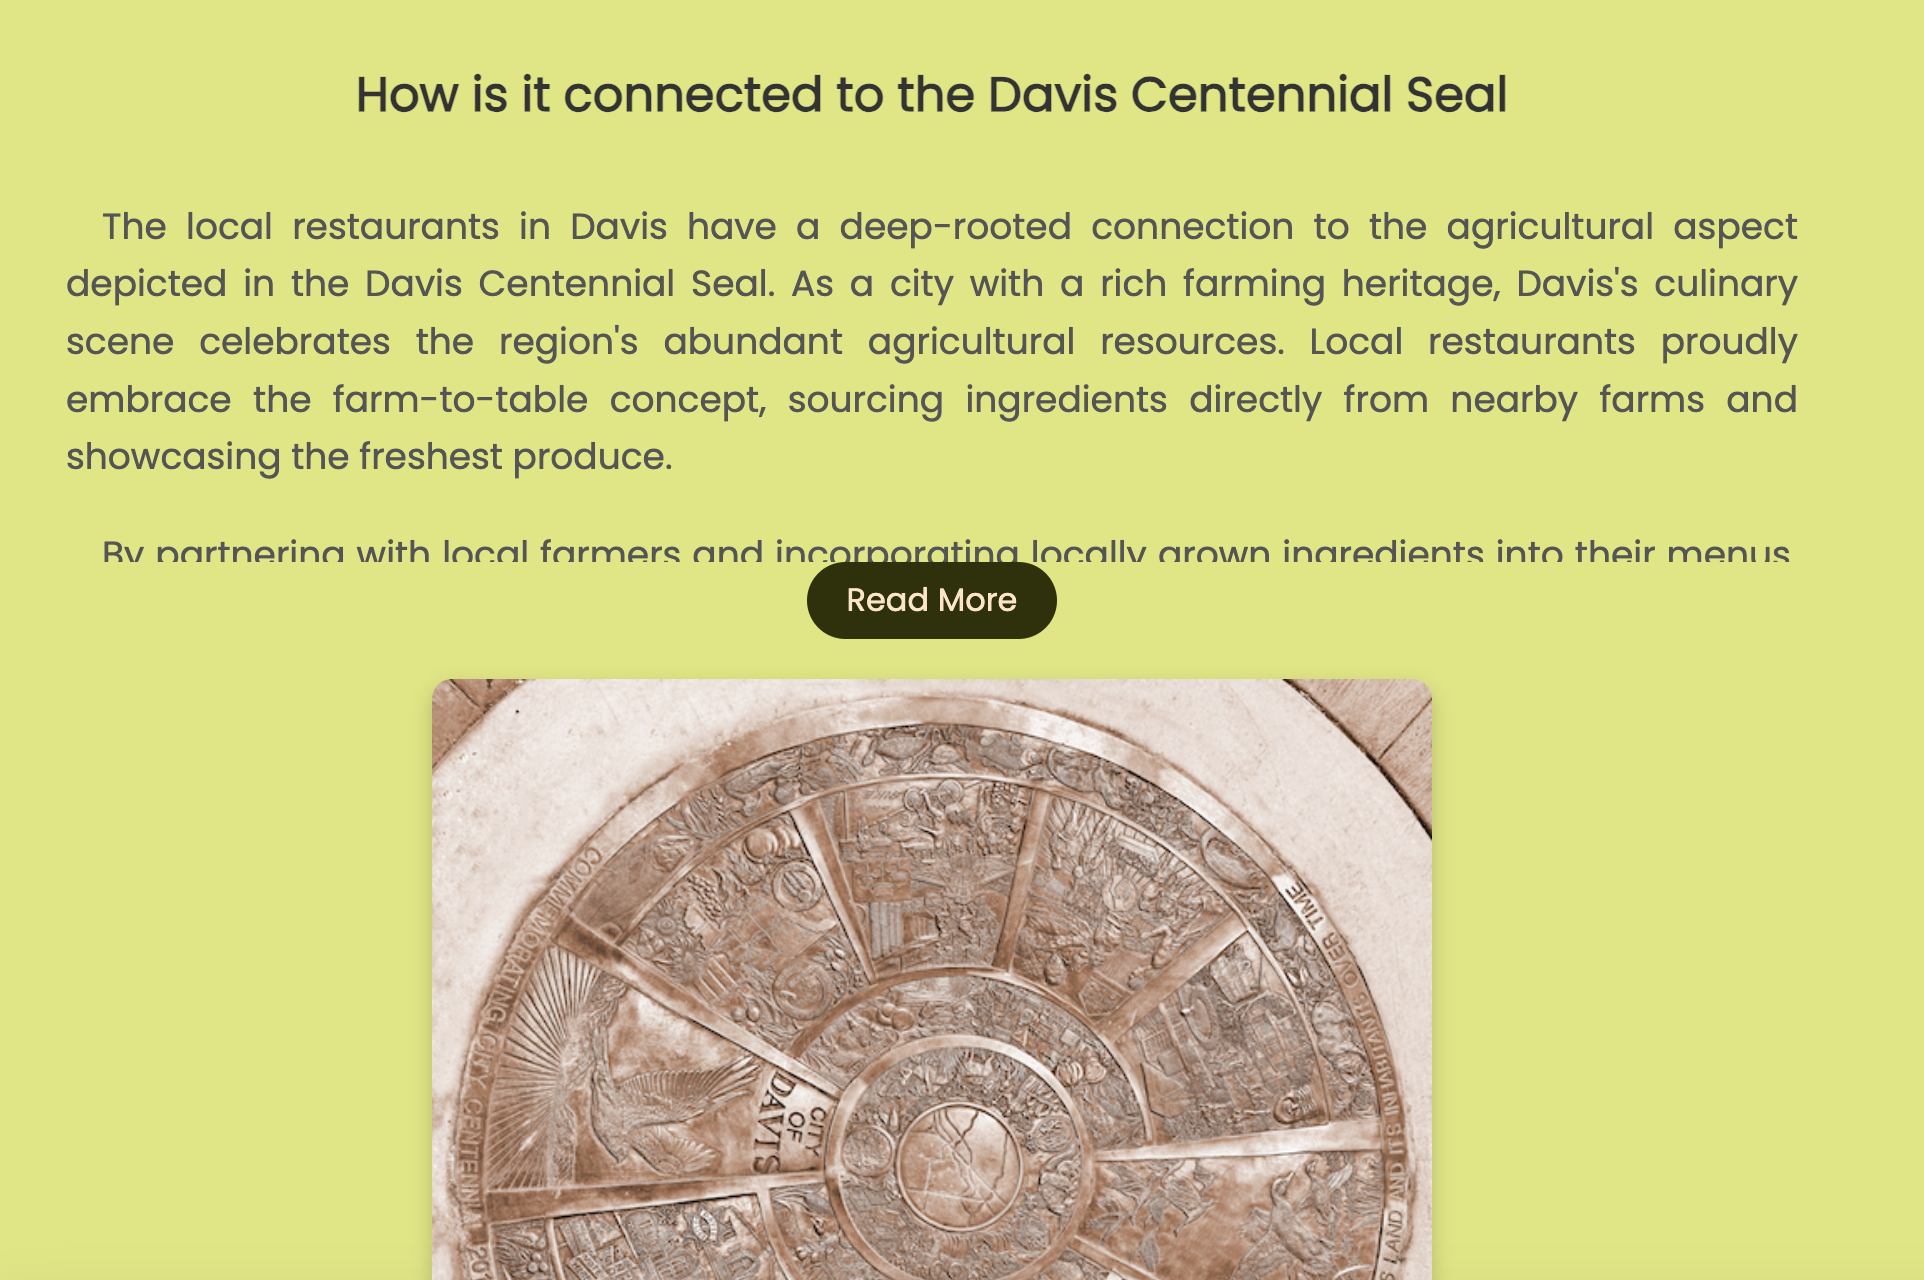 How is it connected to the Davis Centennial Seal
The local restaurants in Davis have a deep-rooted connection to the agricultural aspect
depicted in the Davis Centennial Seal. As a city with a rich farming heritage, Davis's culinary
scene celebrates the region's abundant agricultural resources. Local restaurants proudly
embrace the farm-to-table concept, sourcing ingredients directly from nearby farms and
showcasing the freshest produce.
By partnering with local farmers and incorporating locally grown ingredients into their menus
Read More
COMMEMORATING CITY CENTENNIAL
S LAND AND ITS INHABITANTS OVER TIME
CITY
OF
DAVIS